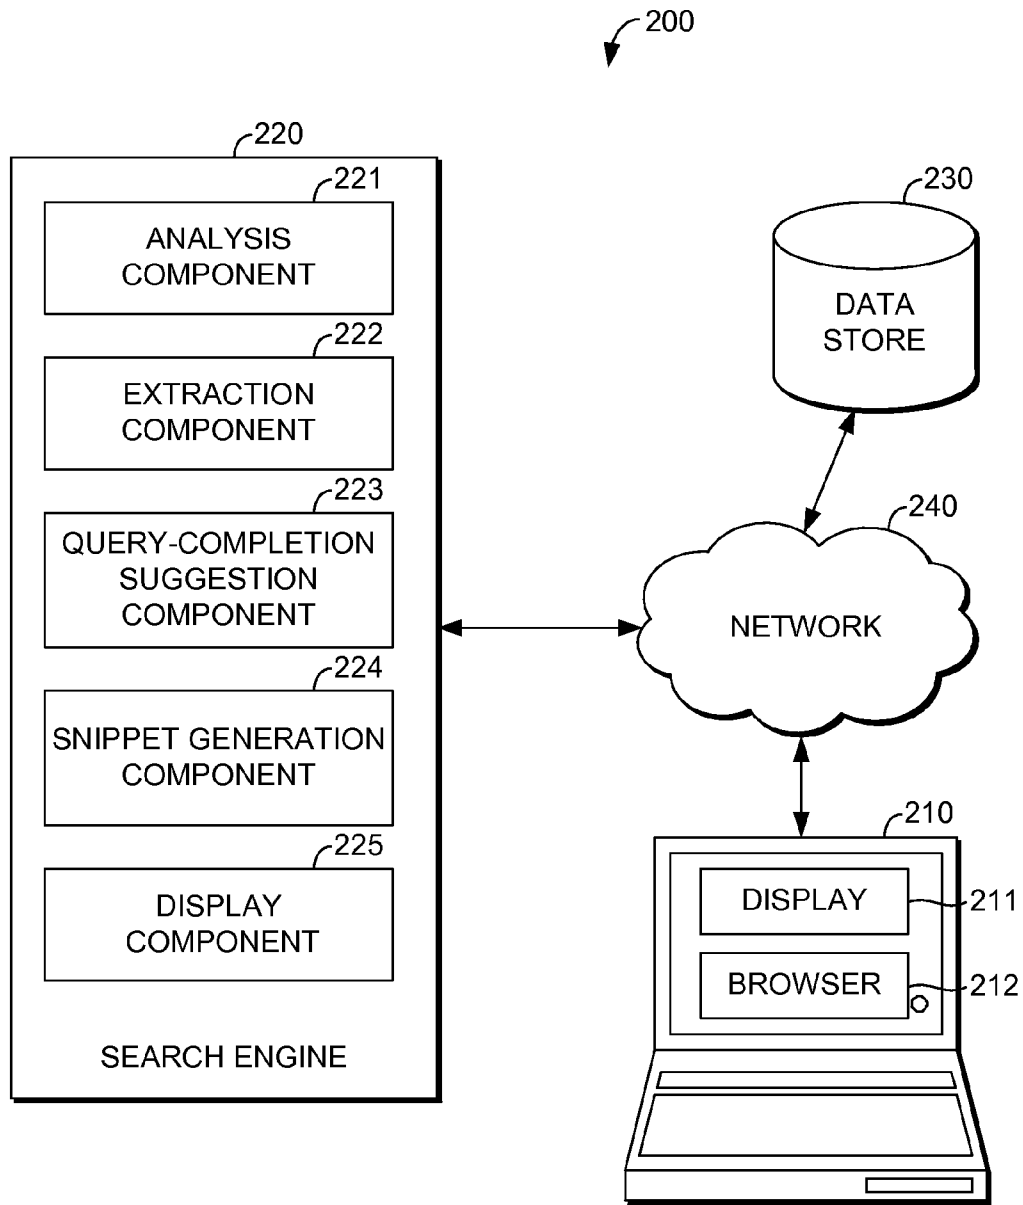 200
220
221
ANALYSIS
COMPONENT
222
EXTRACTION
COMPONENT
223
QUERY-COMPLETION
SUGGESTION
COMPONENT
224
SNIPPET GENERATION
COMPONENT
225
DISPLAY
COMPONENT
SEARCH ENGINE
230
DATA
STORE
240
NETWORK
210
DISPLAY
211
BROWSER
212